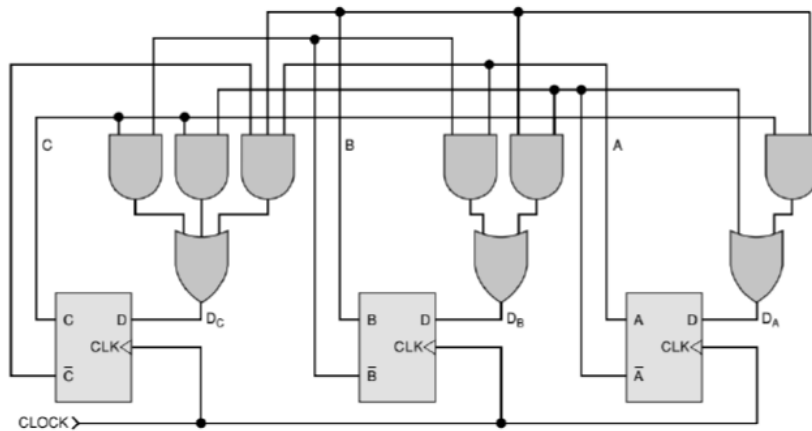 C B A
D_C D_B D_A
C D B D A D
CLK CLK CLK
C̅ B̅ A̅
CLOCK